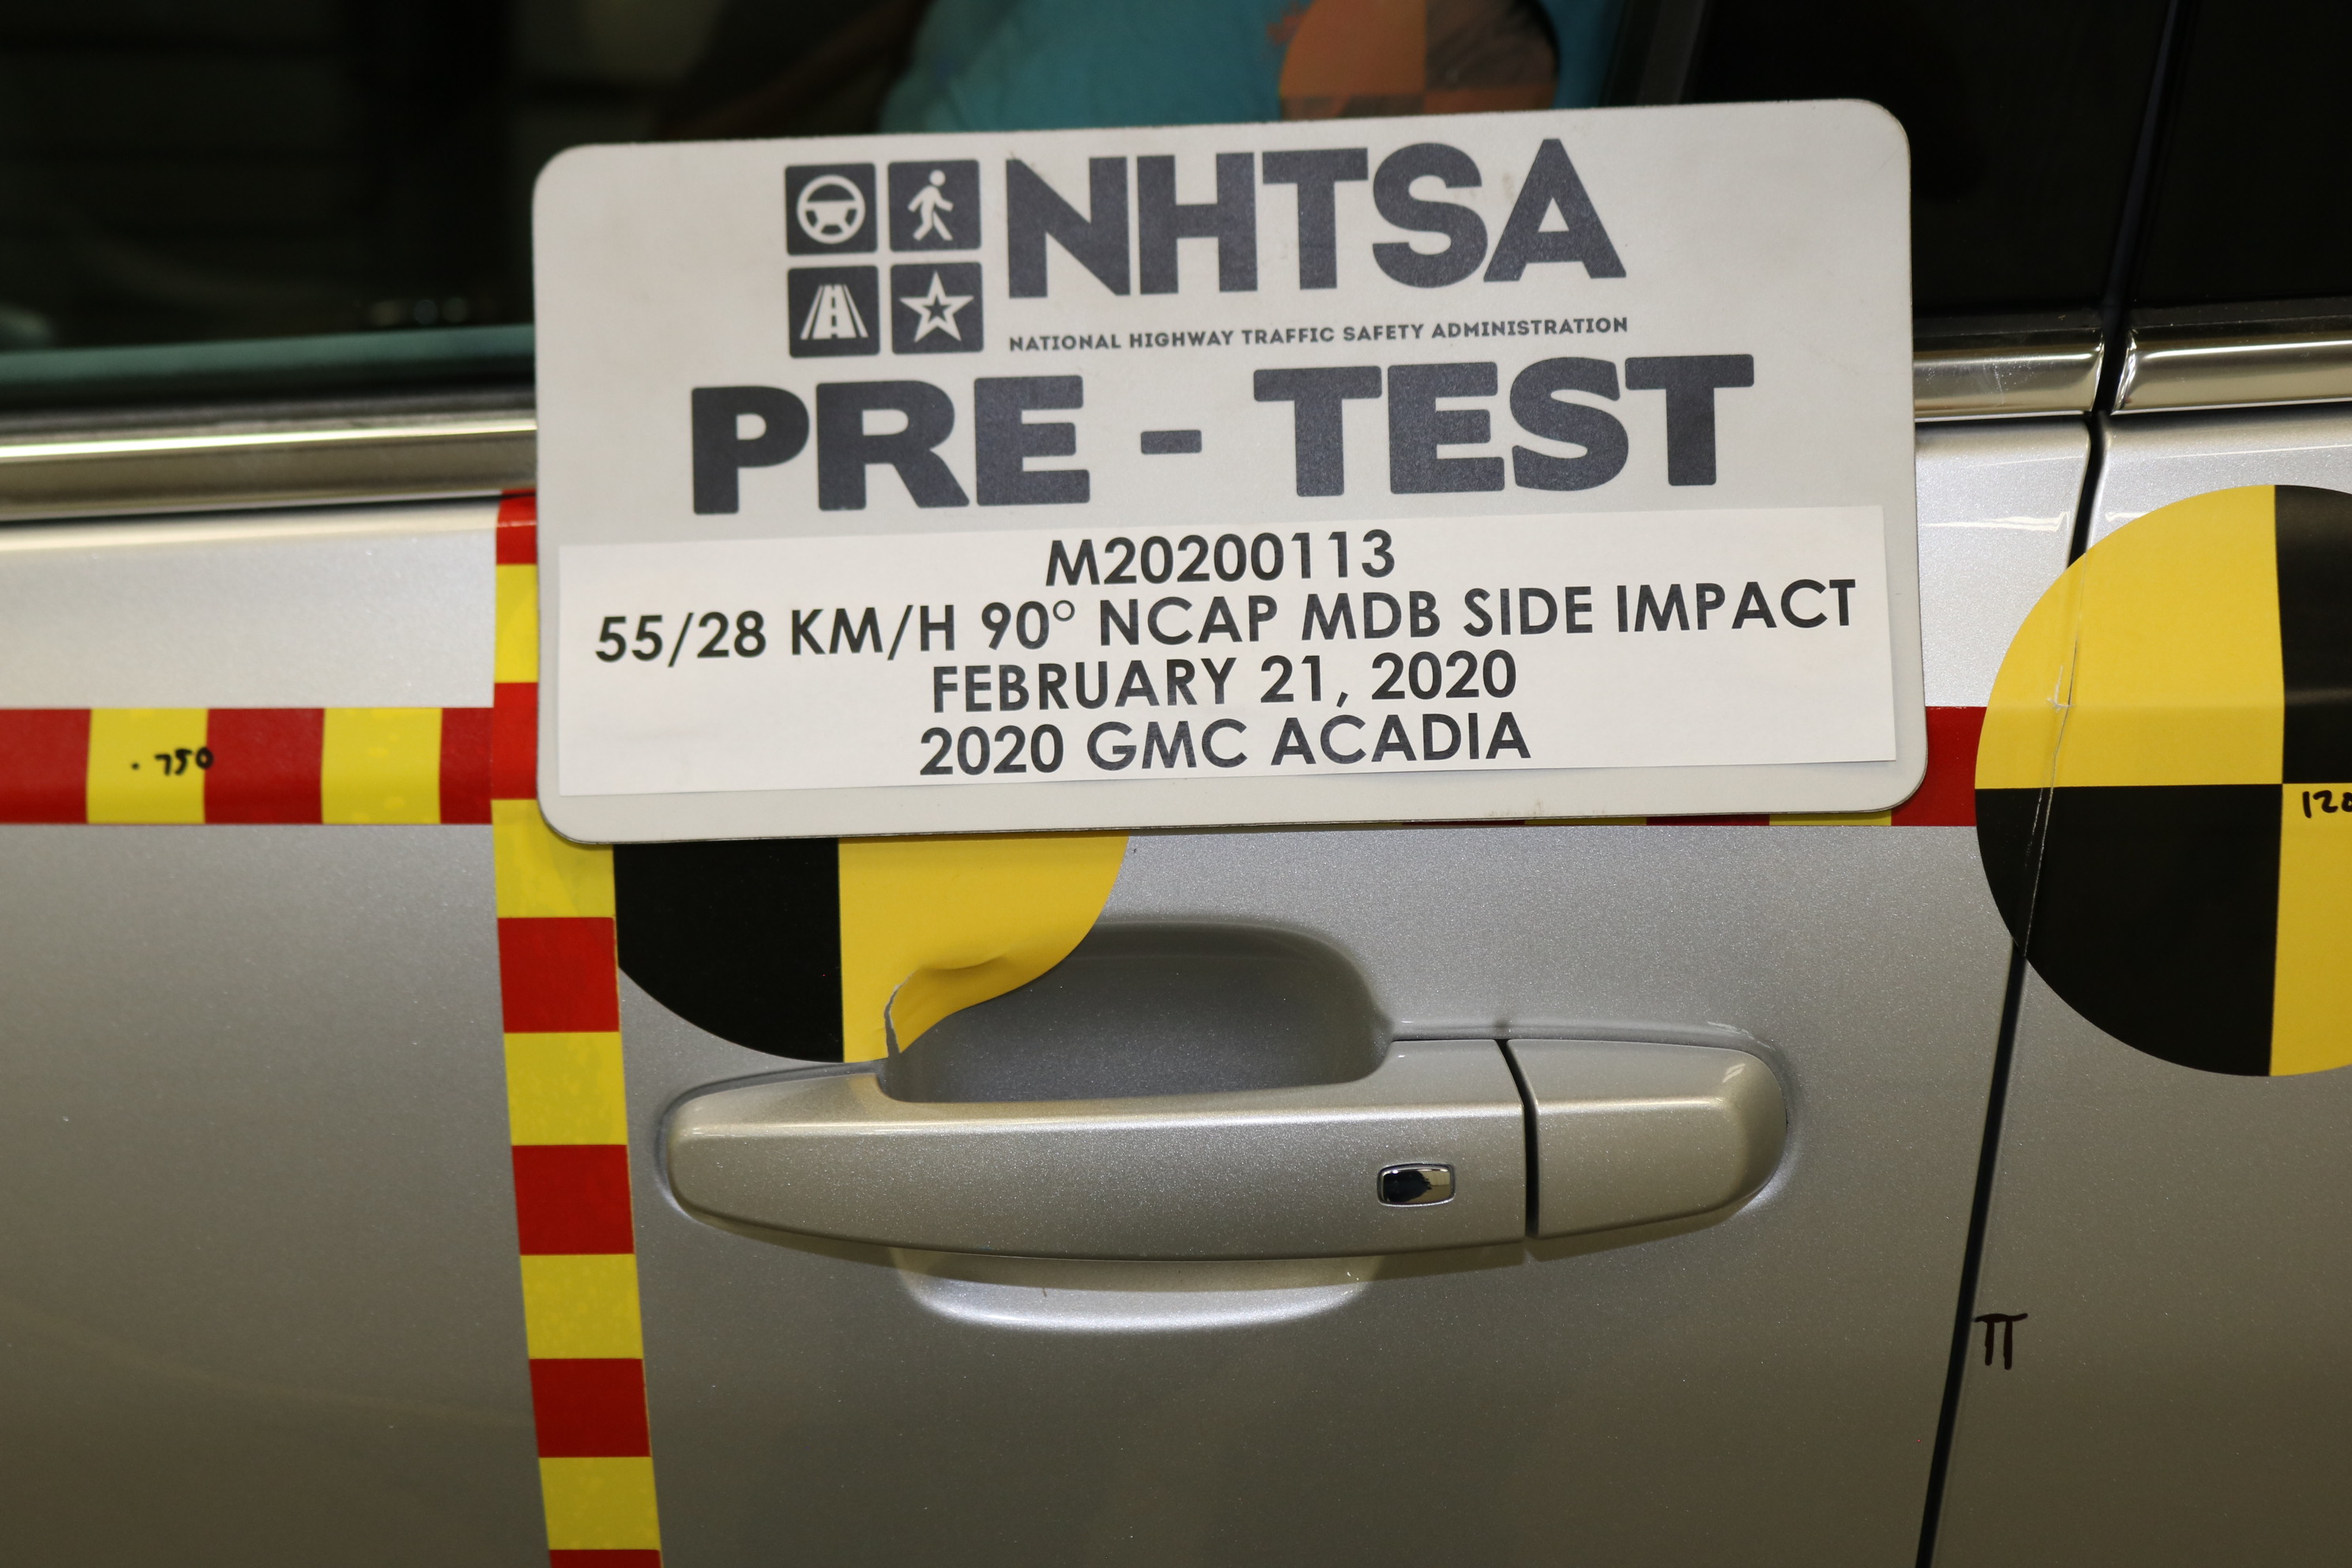 NHTSA
NATIONAL HIGHWAY TRAFFIC SAFETY ADMINISTRATION
PRE - TEST
M20200113
55/28 KM/H 90° NCAP MDB SIDE IMPACT
FEBRUARY 21, 2020
2020 GMC ACADIA
. 750